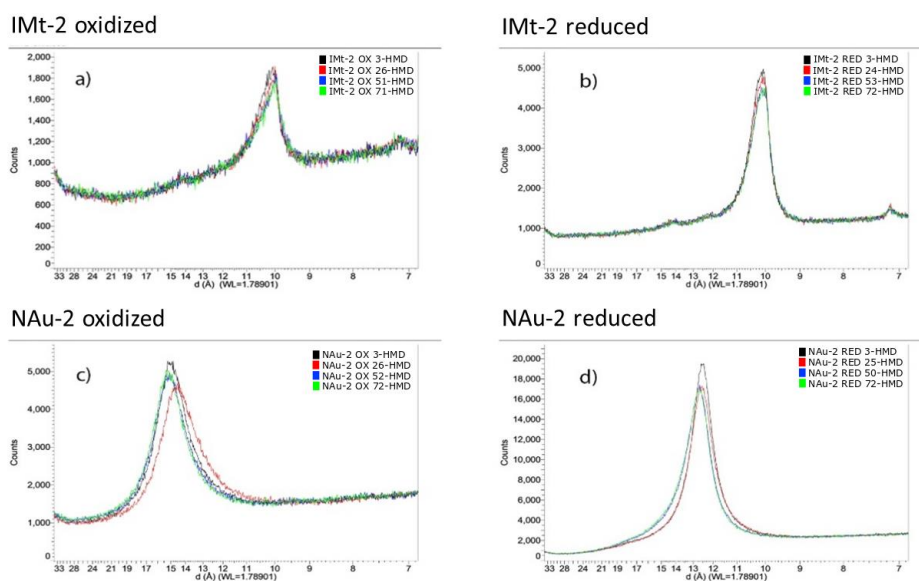 IMt-2 oxidized
IMt-2 reduced
a)
IMt-2 OX 3-HMD
IMt-2 OX 26-HMD
IMt-2 OX 51-HMD
IMt-2 OX 71-HMD
Counts
2,000
1,800
1,600
1,400
1,200
1,000
800
600
400
200
0
33 28 24 21 19 17 15 14 13 12 11 10 9 8 7
d (Å) (WL=1.78901)
b)
IMt-2 RED 3-HMD
IMt-2 RED 24-HMD
IMt-2 RED 53-HMD
IMt-2 RED 72-HMD
Counts
5,000
4,000
3,000
2,000
1,000
0
33 28 24 21 19 17 15 14 13 12 11 10 9 8 7
d (Å) (WL=1.78901)
NAu-2 oxidized
NAu-2 reduced
c)
NAu-2 OX 3-HMD
NAu-2 OX 26-HMD
NAu-2 OX 52-HMD
NAu-2 OX 72-HMD
Counts
5,000
4,000
3,000
2,000
1,000
33 28 24 21 19 17 15 14 13 12 11 10 9 8 7
d (Å) (WL=1.78901)
d)
NAu-2 RED 3-HMD
NAu-2 RED 25-HMD
NAu-2 RED 50-HMD
NAu-2 RED 72-HMD
Counts
20,000
18,000
16,000
14,000
12,000
10,000
8,000
6,000
4,000
2,000
0
33 28 24 21 19 17 15 14 13 12 11 10 9 8 7
d (Å) (WL=1.78901)